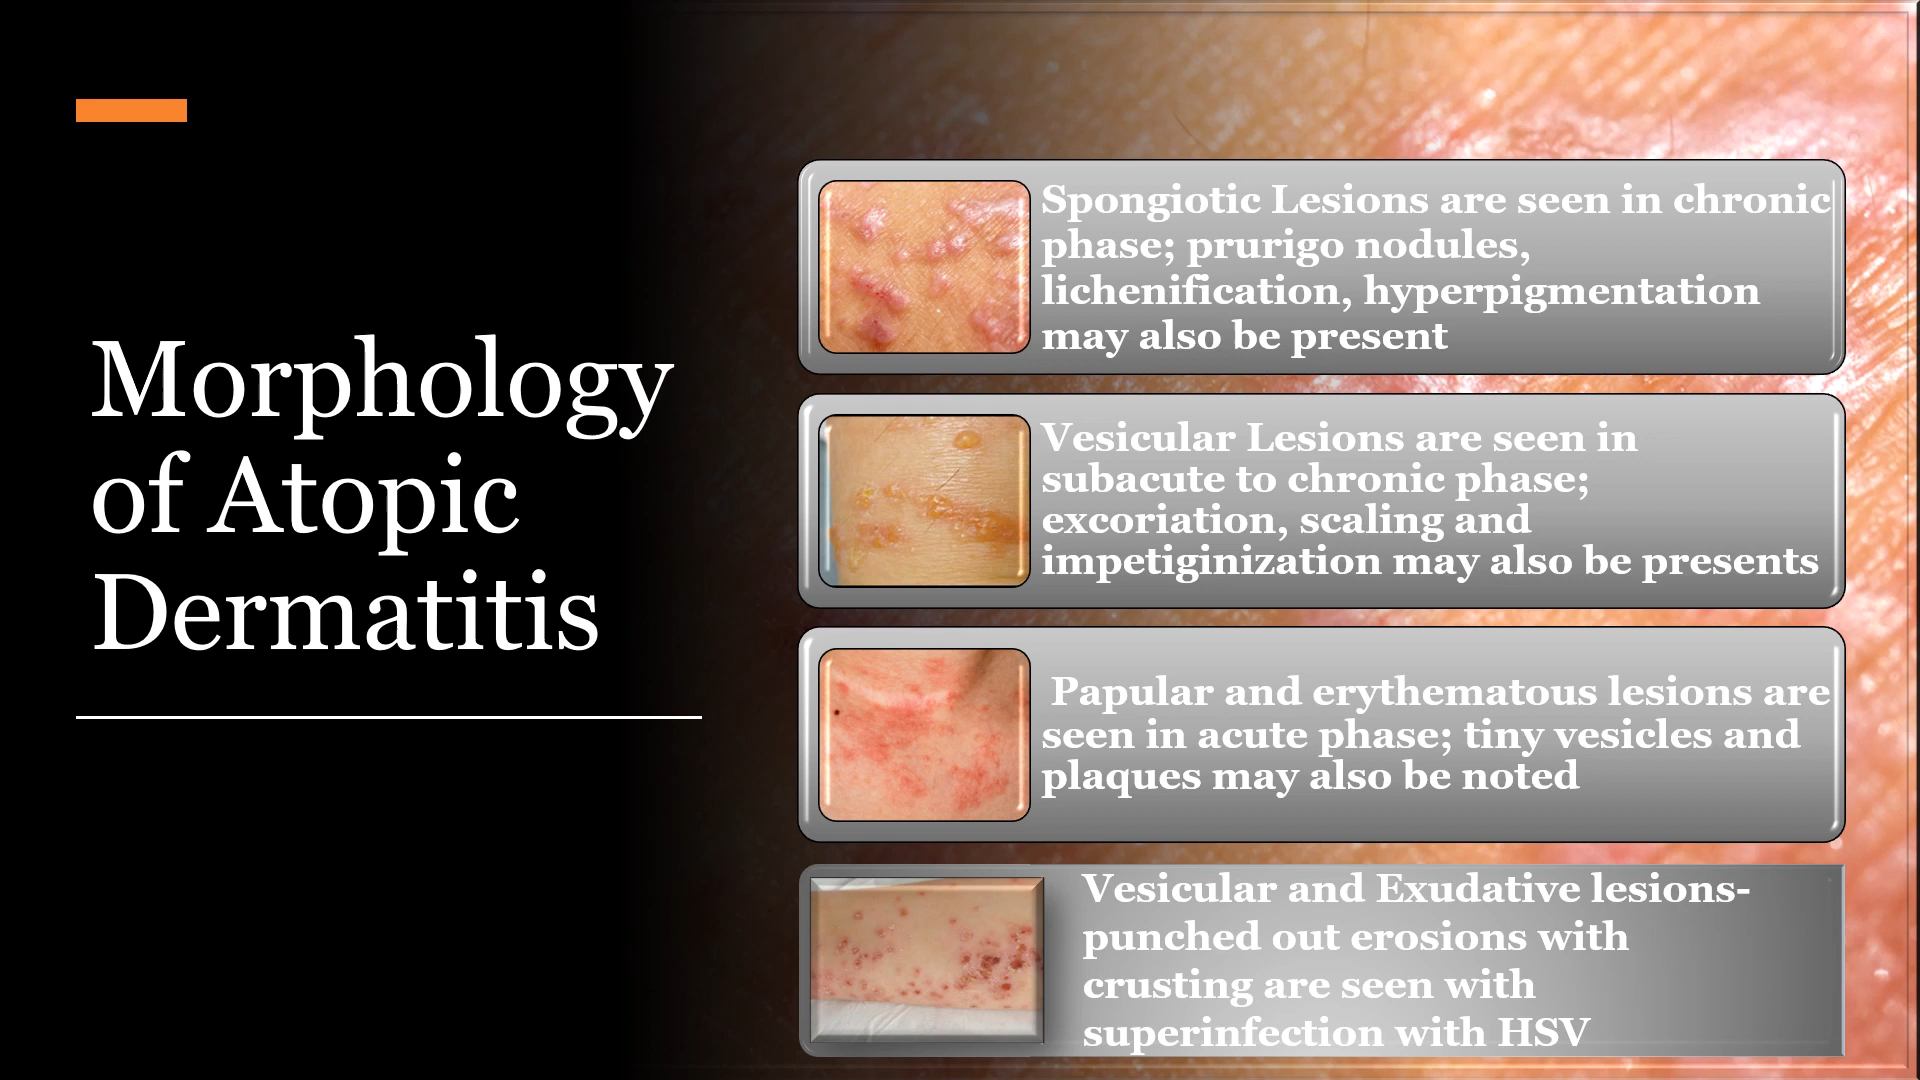 Morphology
of Atopic
Dermatitis
Spongiotic Lesions are seen in chronic
phase; prurigo nodules,
lichenification, hyperpigmentation
may also be present
Vesicular Lesions are seen in
subacute to chronic phase;
excoriation, scaling and
impetiginization may also be presents
Papular and erythematous lesions are
seen in acute phase; tiny vesicles and
plaques may also be noted
Vesicular and Exudative lesions-
punched out erosions with
crusting are seen with
superinfection with HSV